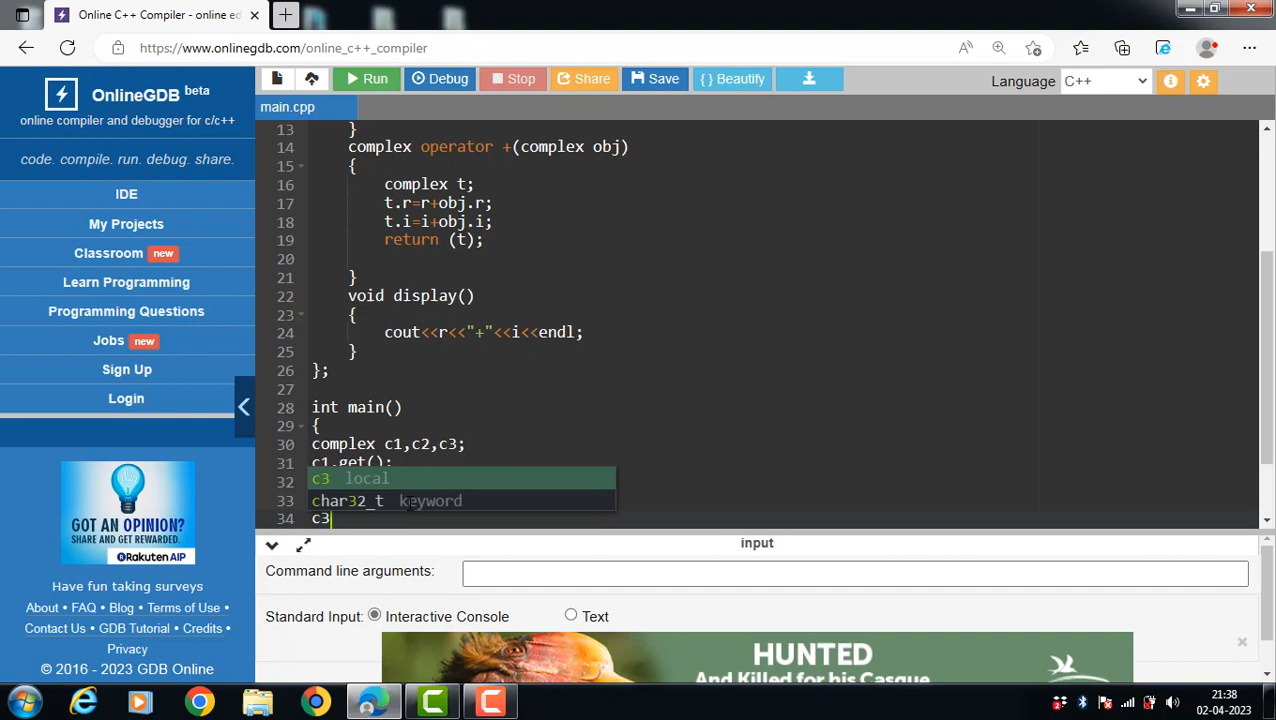 Online C++ Compiler - online ed
https://www.onlinegdb.com/online_c++_compiler
OnlineGDB beta
online compiler and debugger for c/c++
code. compile. run. debug. share.
IDE
My Projects
Classroom new
Learn Programming
Programming Questions
Jobs new
Sign Up
Login
GOT AN OPINION?
SHARE AND GET REWARDED.
Rakuten AIP
Have fun taking surveys
About • FAQ • Blog • Terms of Use •
Contact Us • GDB Tutorial • Credits •
Privacy
© 2016 - 2023 GDB Online
Run Debug Stop Share Save { } Beautify
Language C++
main.cpp
13 }
14 complex operator +(complex obj)
15 {
16 complex t;
17 t.r=r+obj.r;
18 t.i=i+obj.i;
19 return (t);
20
21 }
22 void display()
23 {
24 cout<<r<<"+"<<i<<endl;
25 }
26 };
27
28 int main()
29 {
30 complex c1,c2,c3;
31 c1.get();
32
33
34 c3
c3 local
char32_t keyword
input
Command line arguments:
Standard Input: Interactive Console Text
HUNTED
And Killed for his Casque
21:38
02-04-2023